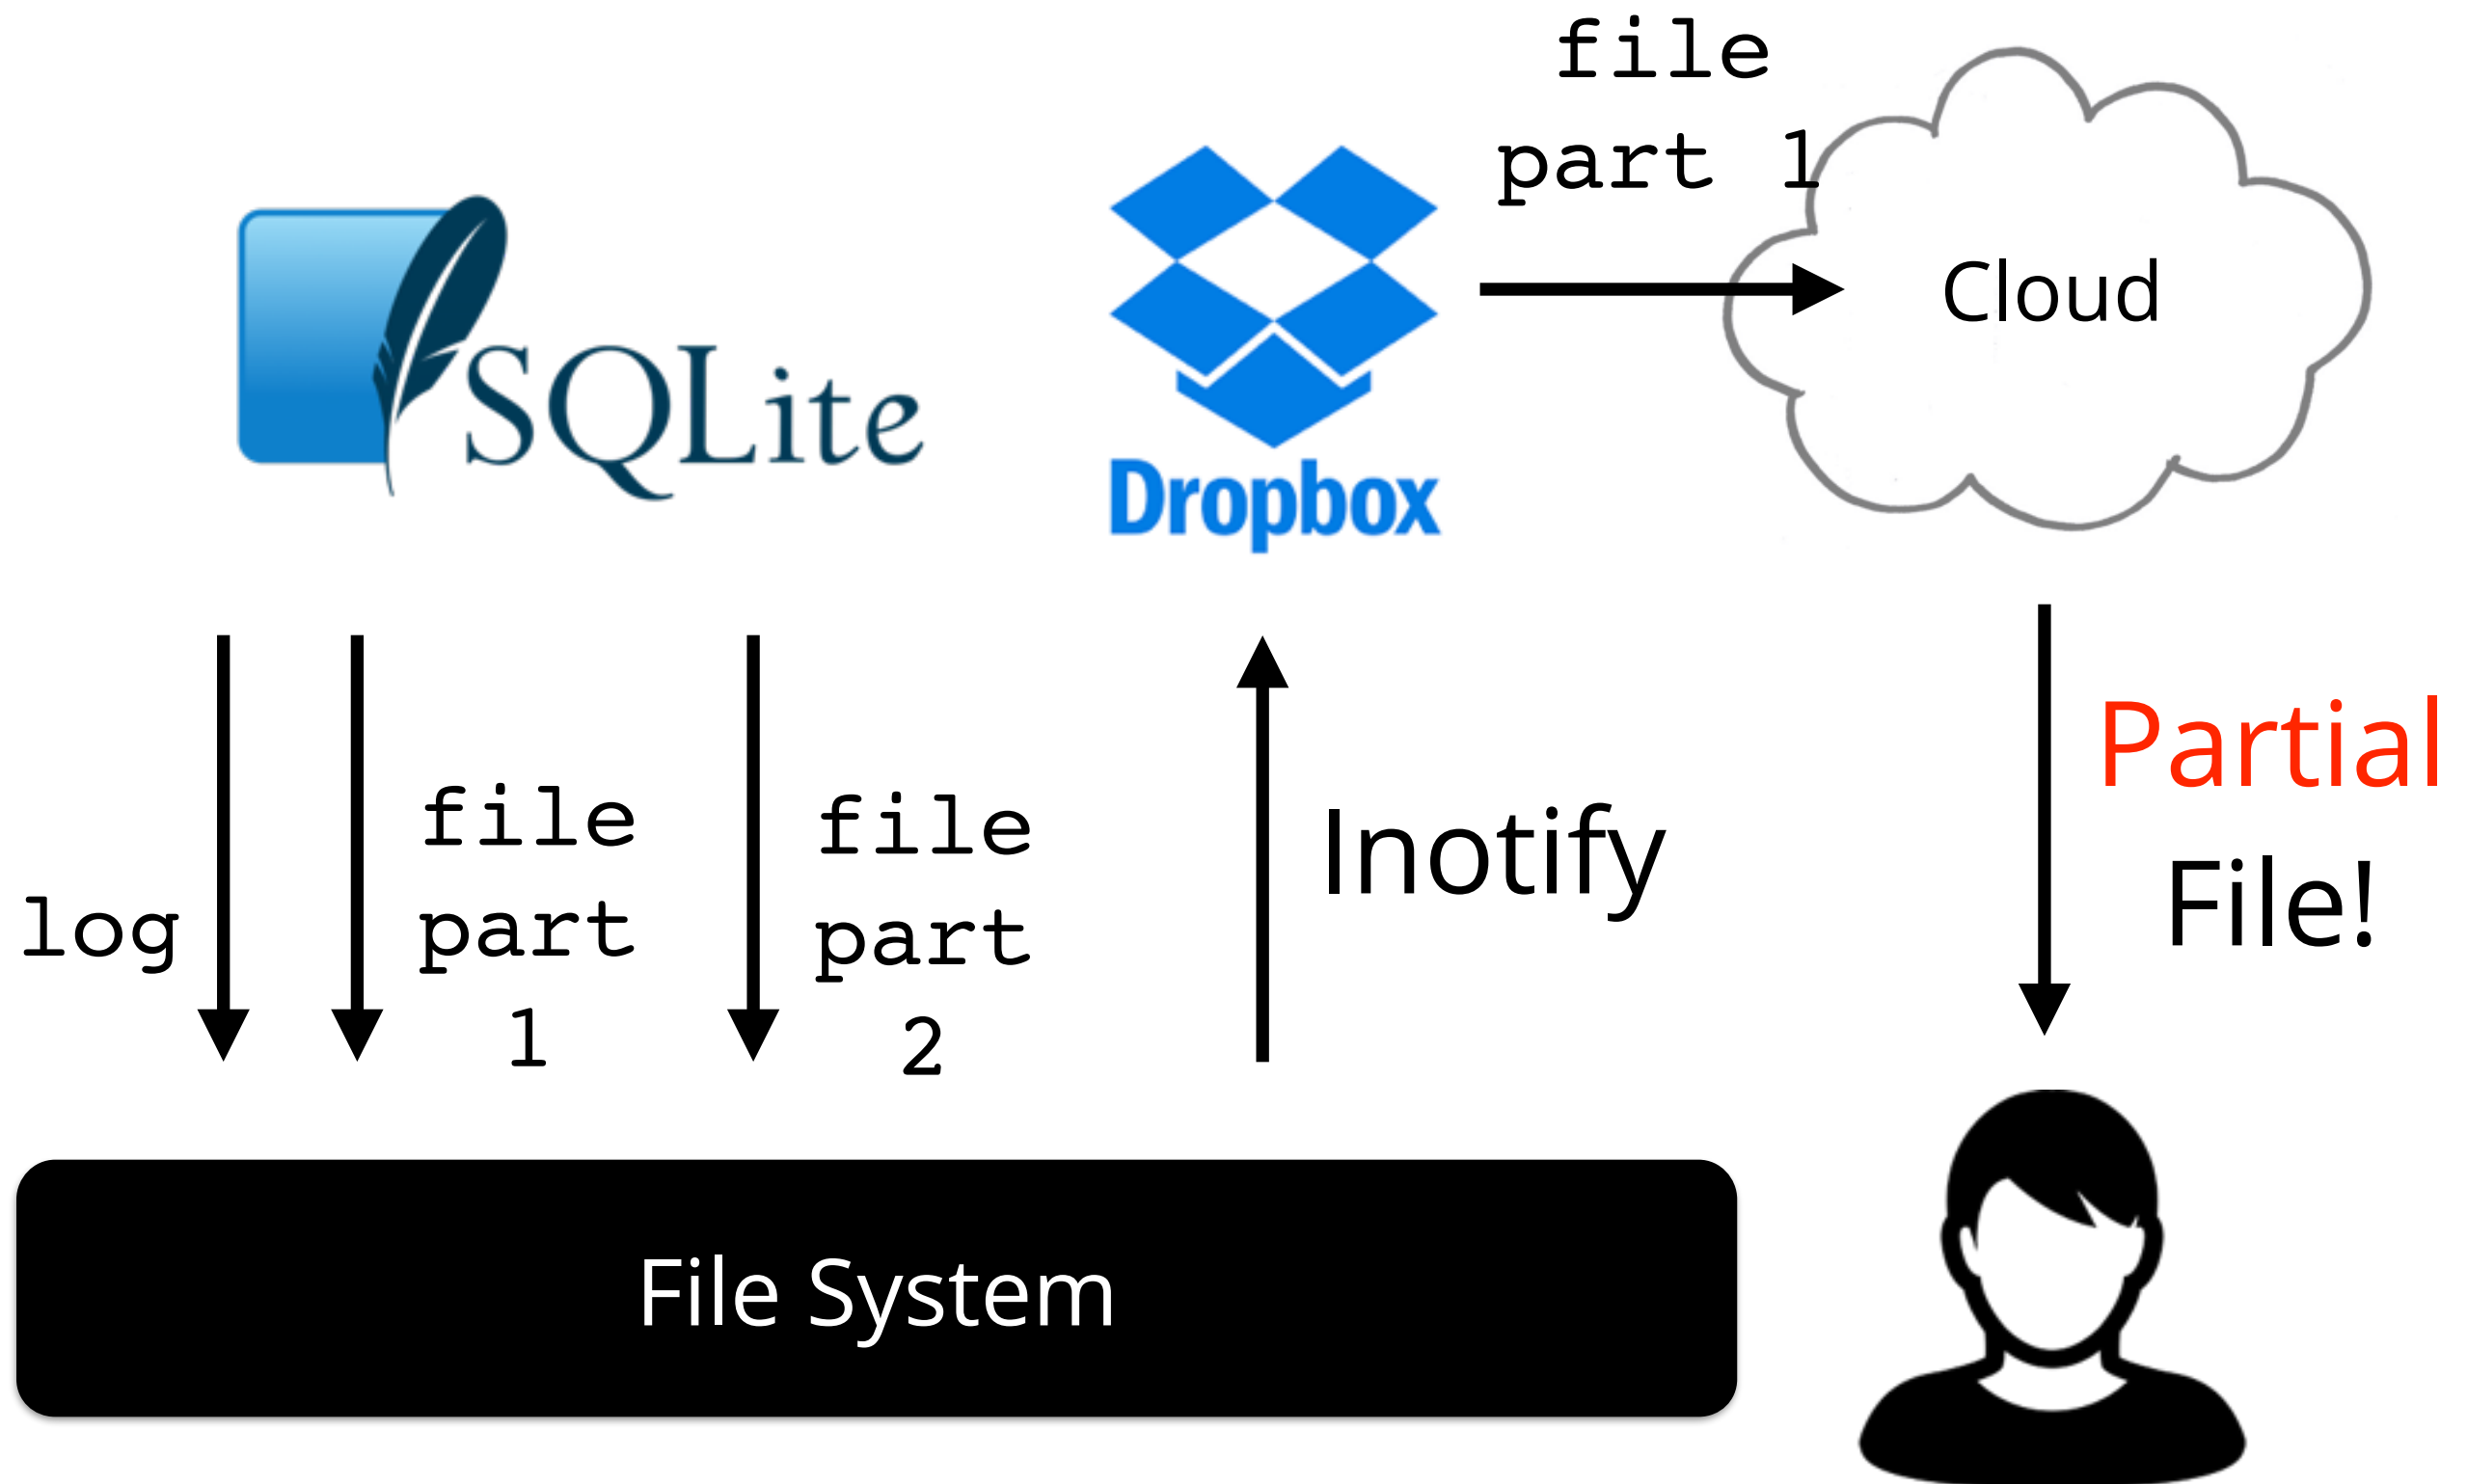 file
part 1
Cloud
SQLite
Dropbox
log
file
part
1
file
part
2
Inotify
Partial
File!
File System